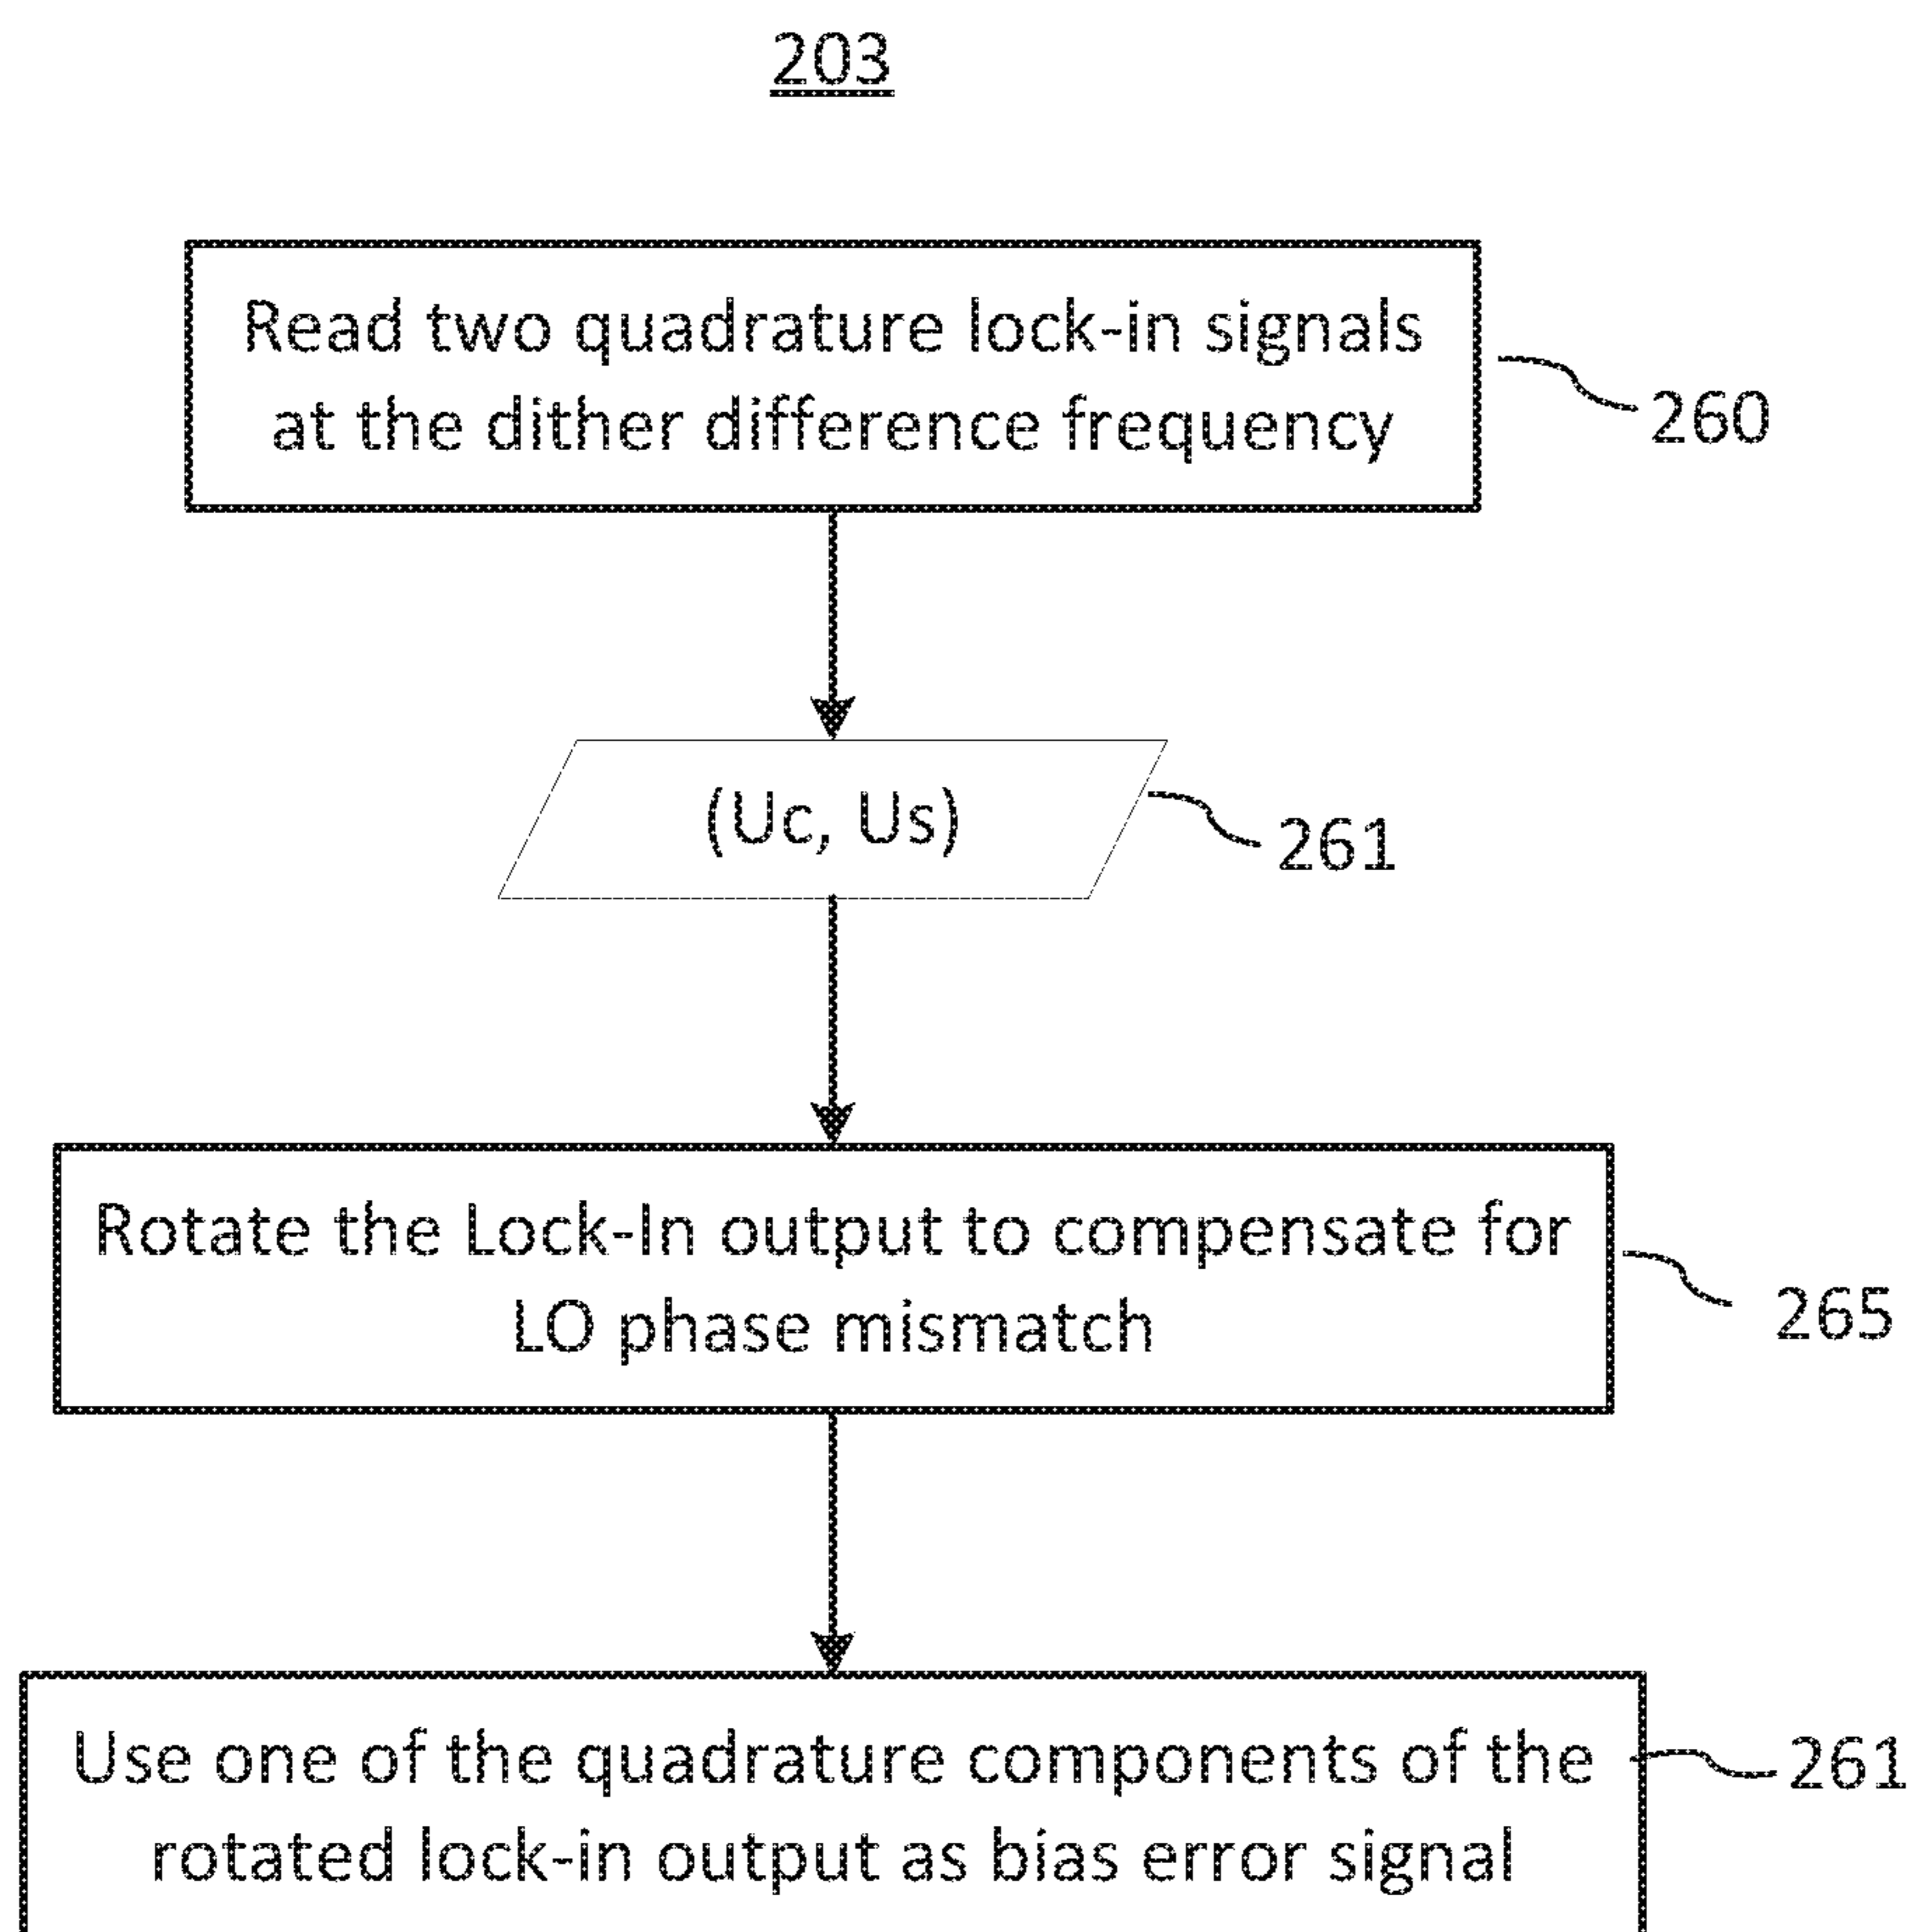 203
Read two quadrature lock-in signals
at the dither difference frequency
260
(Uc, Us)
261
Rotate the Lock-In output to compensate for
LO phase mismatch
265
Use one of the quadrature components of the
261
rotated lock-in output as bias error signal